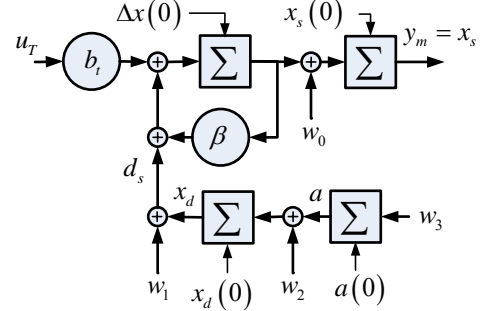 Δx(0)
x_s(0)
u_T
b_t
+
Σ
+
Σ
y_m = x_s
w_0
+
β
d_s
x_d
a
+
Σ
+
Σ
w_3
w_1
x_d(0)
w_2
a(0)